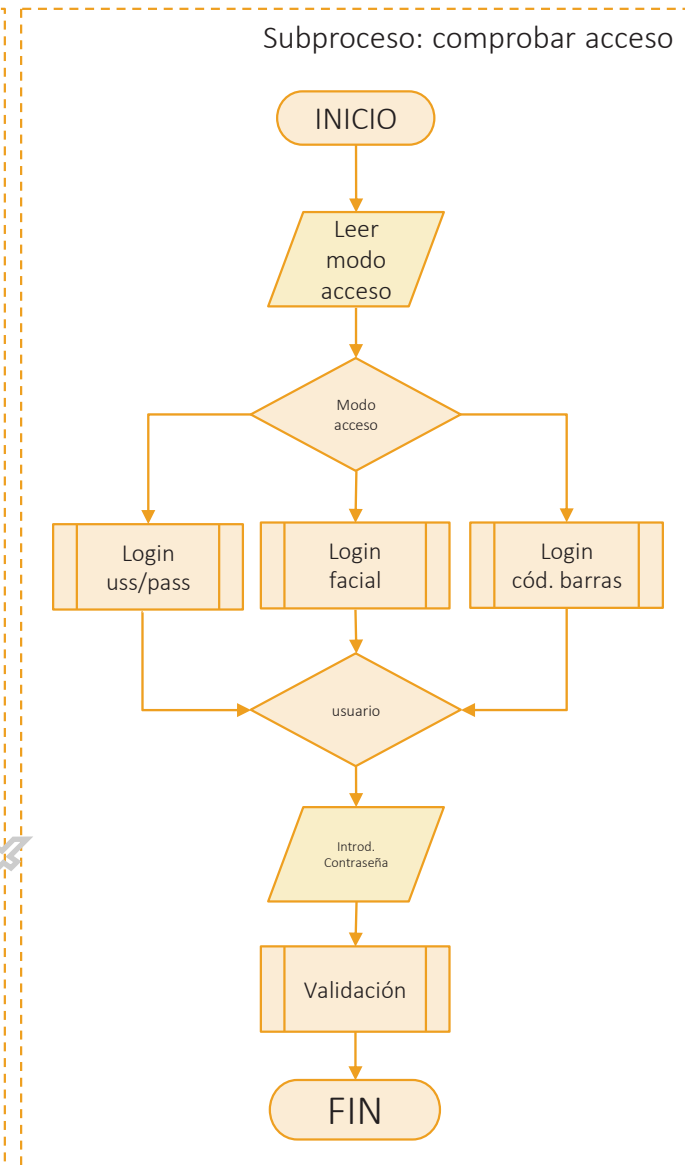 Subproceso: comprobar acceso
INICIO
Leer
modo
acceso
Modo
acceso
Login
uss/pass
Login
facial
Login
cód. barras
usuario
Introd.
Contraseña
Validación
FIN